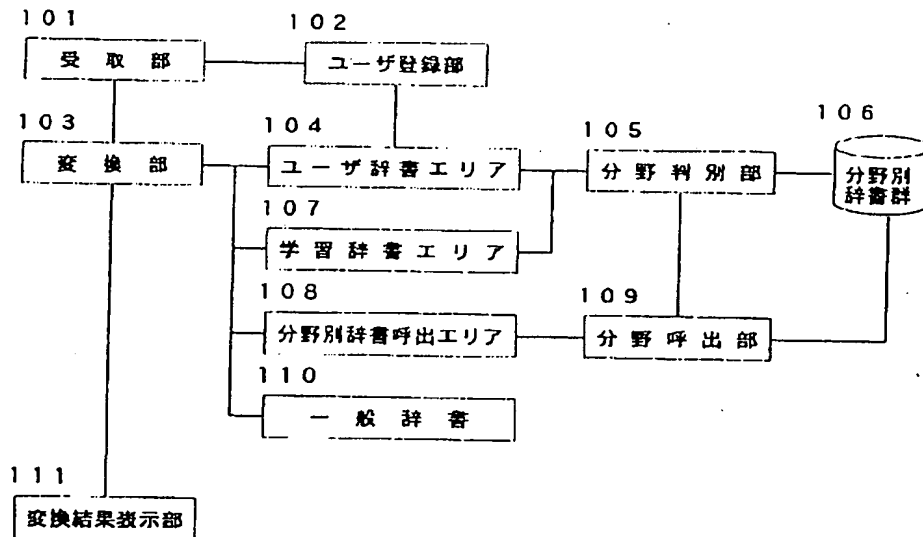 101
受取部
102
ユーザ登録部
103
変換部
104
ユーザ辞書エリア
105
分野判別部
106
分野別
辞書群
107
学習辞書エリア
108
分野別辞書呼出エリア
109
分野呼出部
110
一般辞書
111
変換結果表示部